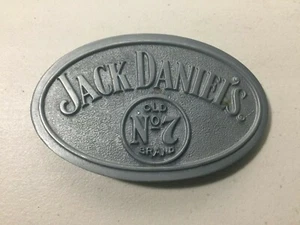 JACK DANIEL'S
OLD
No 7
BRAND